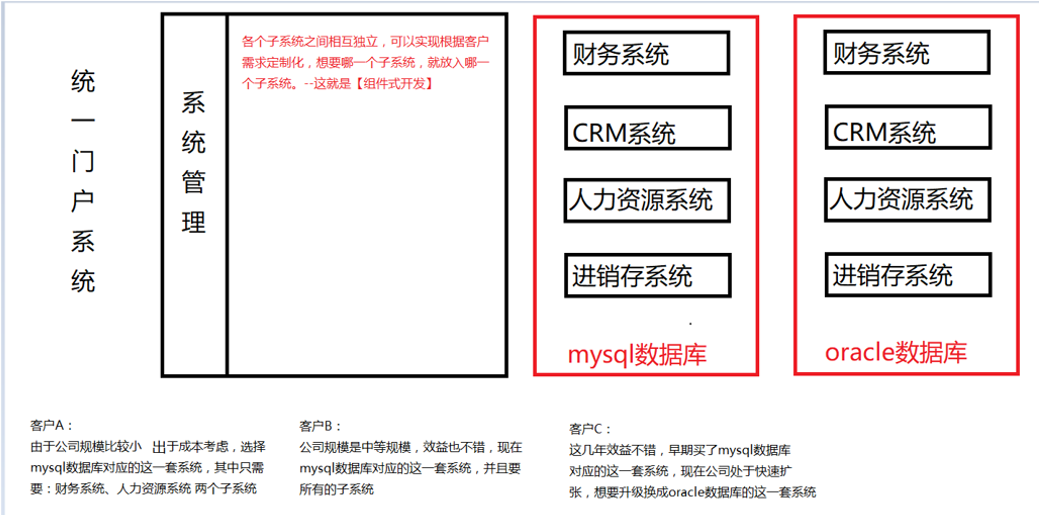 统一门户系统
系统管理
各个子系统之间相互独立，可以实现根据客户
需求定制化，想要哪一个子系统，就放入哪一
个子系统。--这就是【组件式开发】
财务系统
CRM系统
人力资源系统
进销存系统
mysql数据库
财务系统
CRM系统
人力资源系统
进销存系统
oracle数据库
客户A：
由于公司规模比较小 出于成本考虑，选择
mysql数据库对应的这一套系统，其中只需
要：财务系统、人力资源系统 两个子系统
客户B：
公司规模是中等规模，效益也不错，现在
mysql数据库对应的这一套系统，并且要
所有的子系统
客户C：
这几年效益不错，早期买了mysql数据库
对应的这一套系统，现在公司处于快速扩
张，想要升级换成oracle数据库的这一套系统